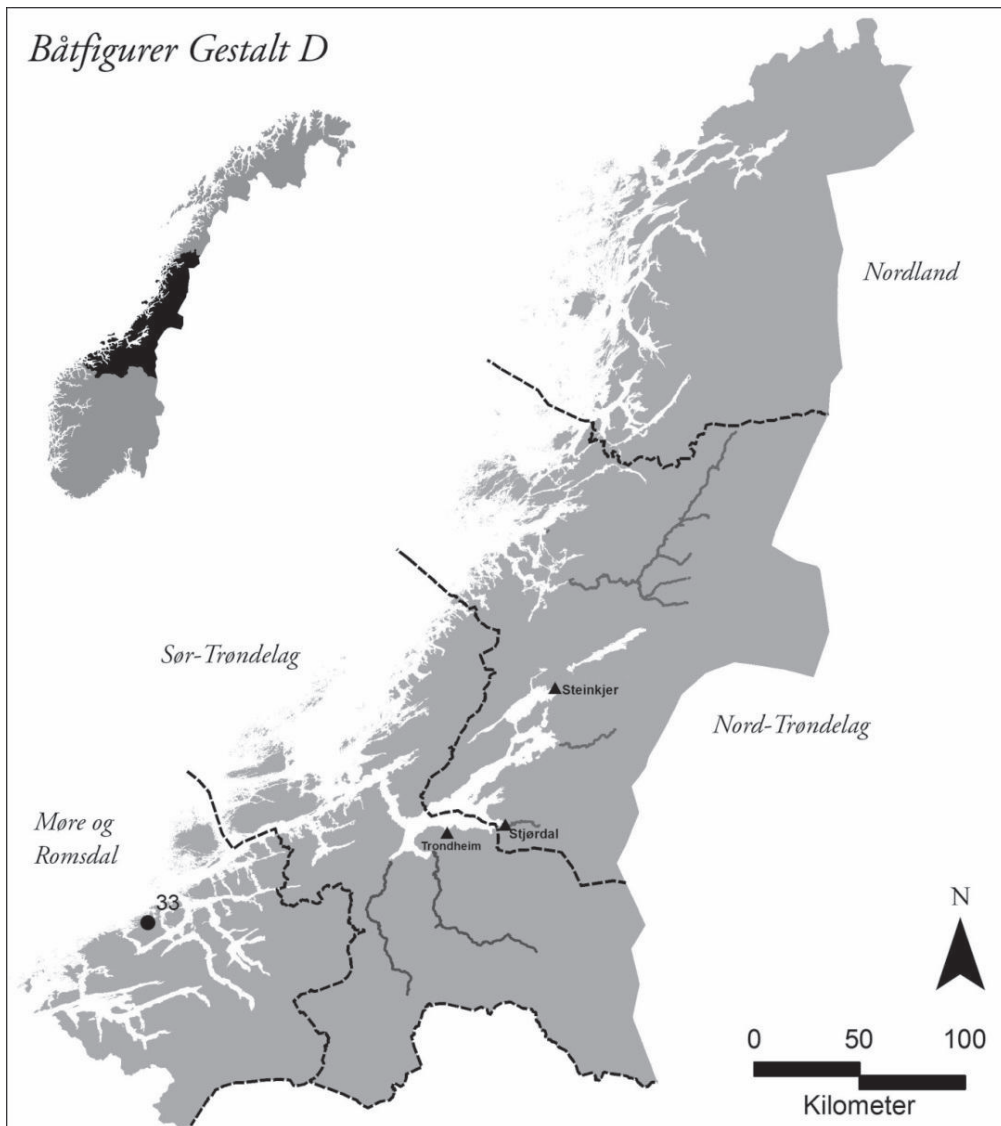 Båtfigurer Gestalt D
Nordland
Sør-Trøndelag
Steinkjer
Nord-Trøndelag
Møre og
Romsdal
Stjørdal
Trondheim
33
N
0 50 100
Kilometer